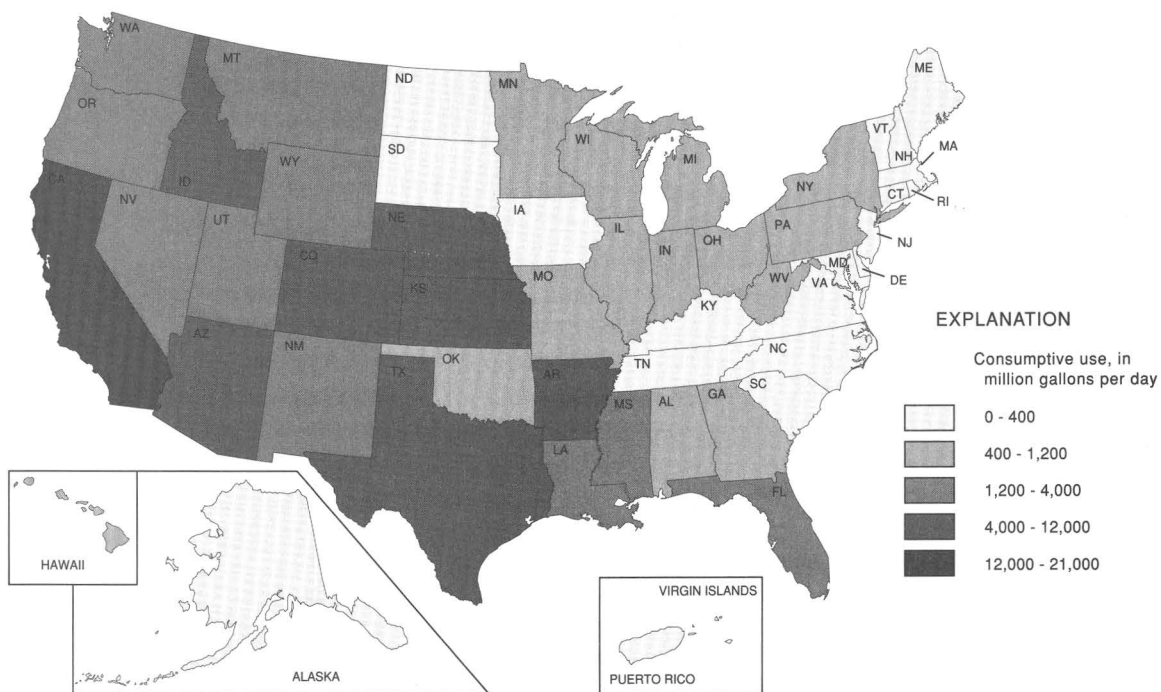 WA
MT
ND
MN
ME
OR
ID
SD
WI
MI
VT
NH
MA
WY
NY
CT
RI
CA
NV
UT
NE
IA
IL
IN
OH
PA
NJ
CO
KS
MO
WV
MD
VA
DE
KY
AZ
NM
OK
AR
TN
NC
TX
MS
AL
GA
SC
LA
FL
EXPLANATION
Consumptive use, in
million gallons per day
0 - 400
400 - 1,200
1,200 - 4,000
4,000 - 12,000
12,000 - 21,000
HAWAII
ALASKA
VIRGIN ISLANDS
PUERTO RICO